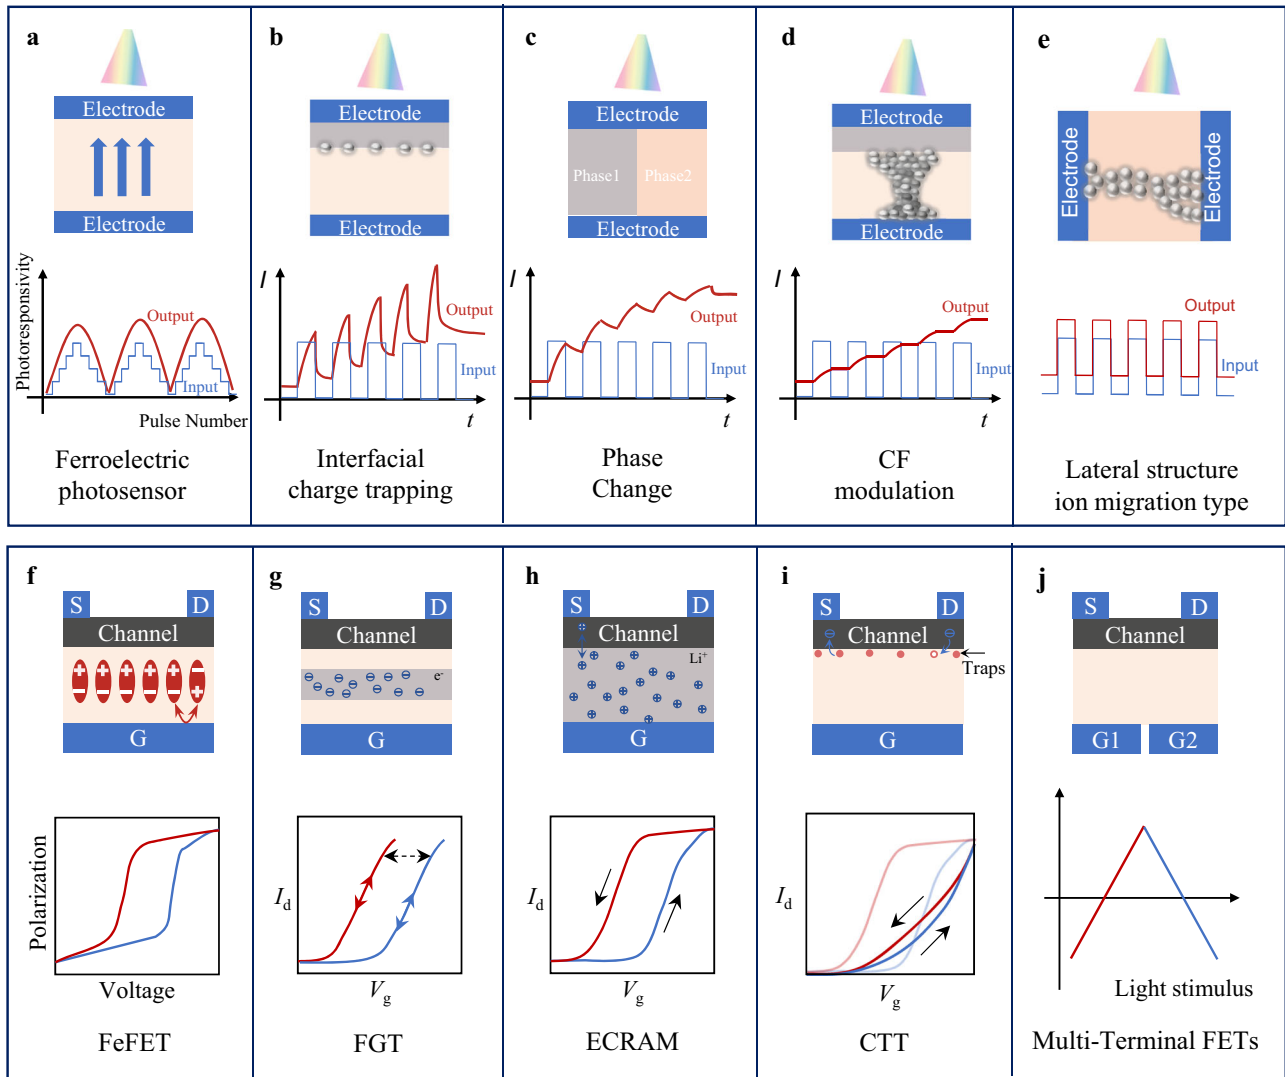 a
Electrode
Electrode
Photoresponsivity
Output
Input
Pulse Number
Ferroelectric
photosensor
b
Electrode
Electrode
I
Output
Input
t
Interfacial
charge trapping
c
Electrode
Phase1
Phase2
Electrode
I
Output
Input
t
Phase
Change
d
Electrode
Electrode
I
Output
Input
t
CF
modulation
e
Electrode
Electrode
Output
Input
Lateral structure
ion migration type
f
S
D
Channel
G
Polarization
Voltage
FeFET
g
S
D
Channel
e-
G
Id
Vg
FGT
h
S
D
Channel
Li+
G
Id
Vg
ECRAM
i
S
D
Channel
Traps
G
Id
Vg
CTT
j
S
D
Channel
G1
G2
Light stimulus
Multi-Terminal FETs